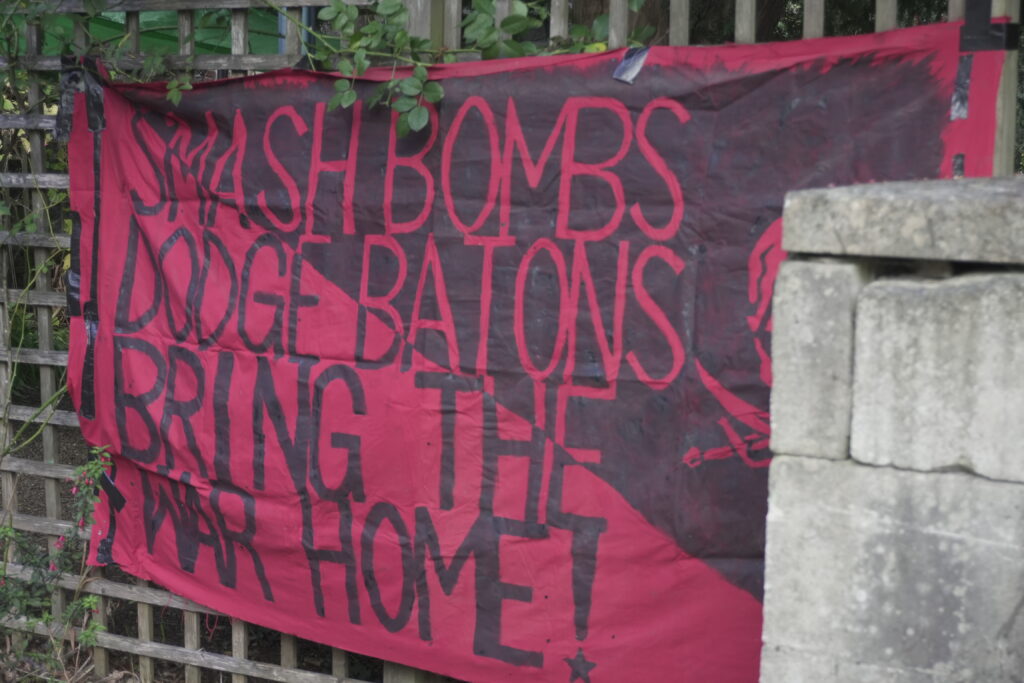 SMASH BOMBS
DODGE BATONS
BRING THE
WAR HOME!